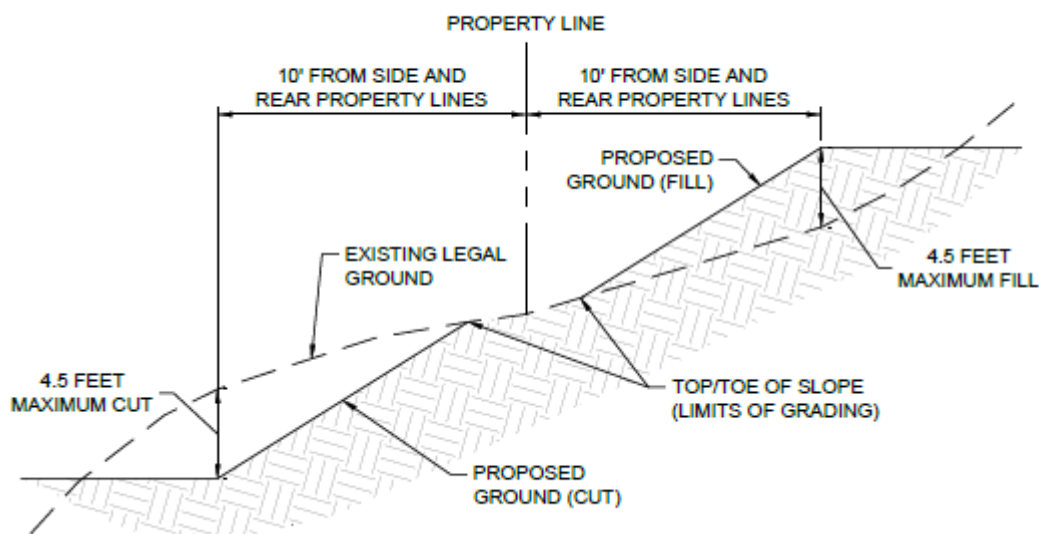 PROPERTY LINE
10' FROM SIDE AND
REAR PROPERTY LINES
10' FROM SIDE AND
REAR PROPERTY LINES
PROPOSED
GROUND (FILL)
EXISTING LEGAL
GROUND
4.5 FEET
MAXIMUM FILL
4.5 FEET
MAXIMUM CUT
TOP/TOE OF SLOPE
(LIMITS OF GRADING)
PROPOSED
GROUND (CUT)